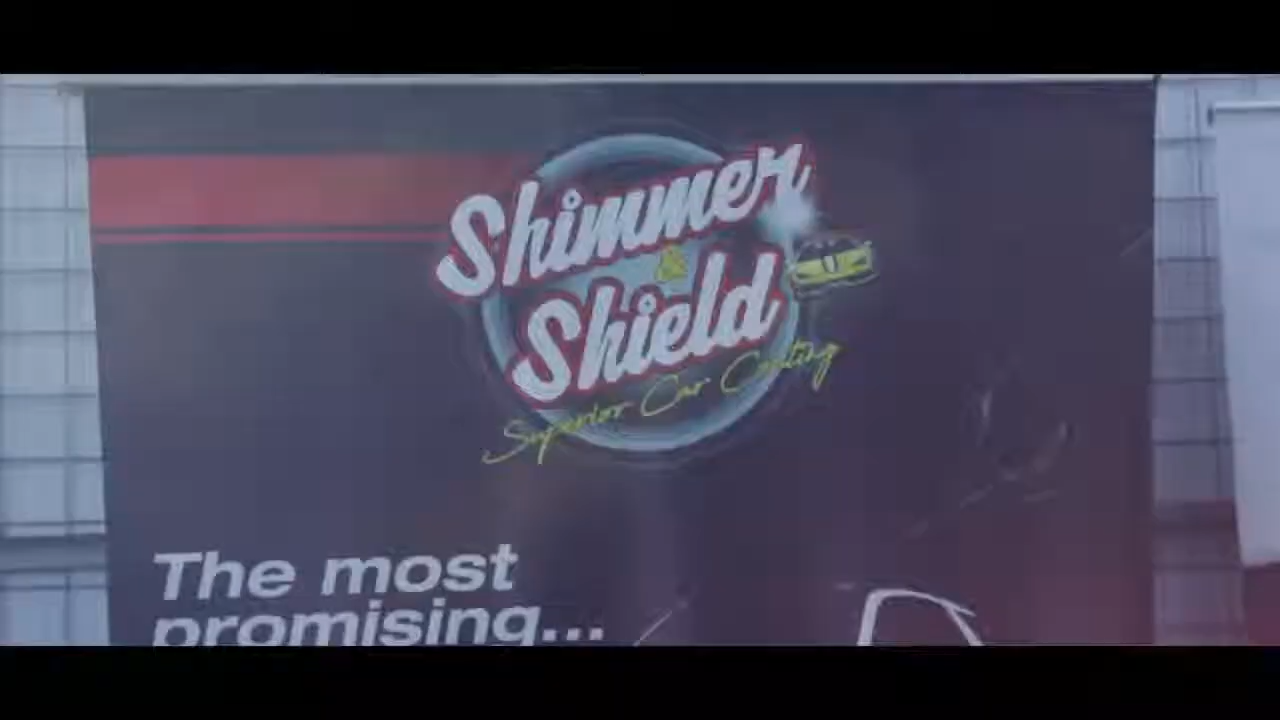 Shimmer
&
Shield
Superior Car Coating
The most
promising...